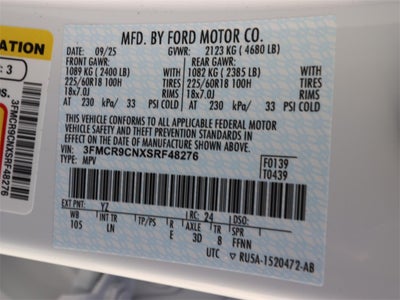 MFD. BY FORD MOTOR CO.
DATE: 09/25 GVWR: 2123 KG ( 4680 LB)
FRONT GAWR: REAR GAWR:
1089 KG ( 2400 LB) 1082 KG ( 2385 LB)
225/60R18 100H 225/60R18 100H
18x7.0J 18x7.0J
AT 230 kPa/ 33 PSI COLD AT 230 kPa/ 33 PSI COLD
THIS VEHICLE CONFORMS TO ALL APPLICABLE FEDERAL MOTOR
VEHICLE SAFETY AND THEFT PREVENTION STANDARDS IN EFFECT ON THE DATE OF
MANUFACTURE SHOWN ABOVE.
VIN: 3FMCR9CNXSRF48276 F0139
TYPE: MPV T0439
EXT PNT: YZ RC: 24 DSO:
WB INT TR TP/PS R AXLE TR SPR
105 LN E 3D 8 FFNN
UTC RU5A-1520472-AB
: 3
3FMCR9CNXSRF48276